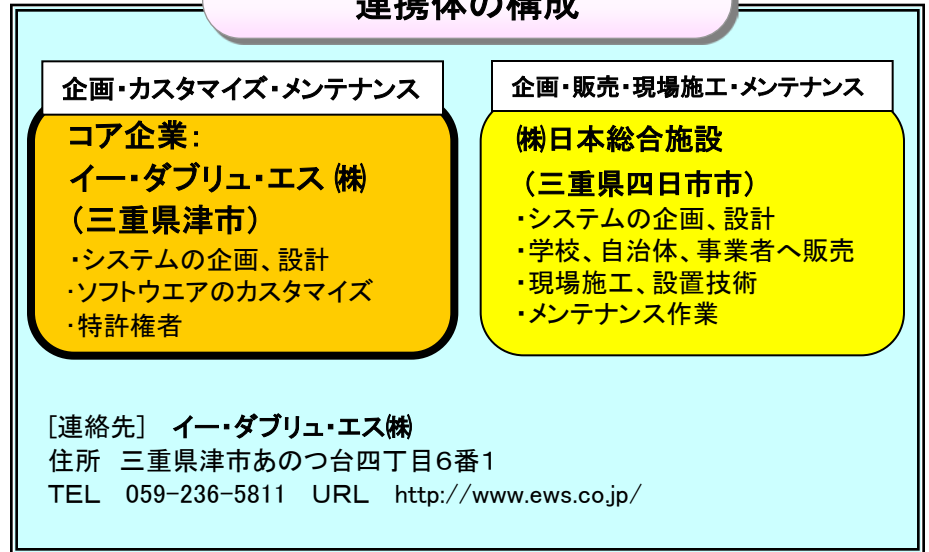 連携体の構成
企画・カスタマイズ・メンテナンス
コア企業：
イー・ダブリュ・エス㈱
（三重県津市）
・システムの企画、設計
・ソフトウエアのカスタマイズ
・特許権者
企画・販売・現場施工・メンテナンス
㈱日本総合施設
（三重県四日市市）
・システムの企画、設計
・学校、自治体、事業者へ販売
・現場施工、設置技術
・メンテナンス作業
［連絡先］ イー・ダブリュ・エス㈱
住所 三重県津市あのつ台四丁目６番１
ＴＥＬ 059-236-5811 ＵＲＬ http://www.ews.co.jp/